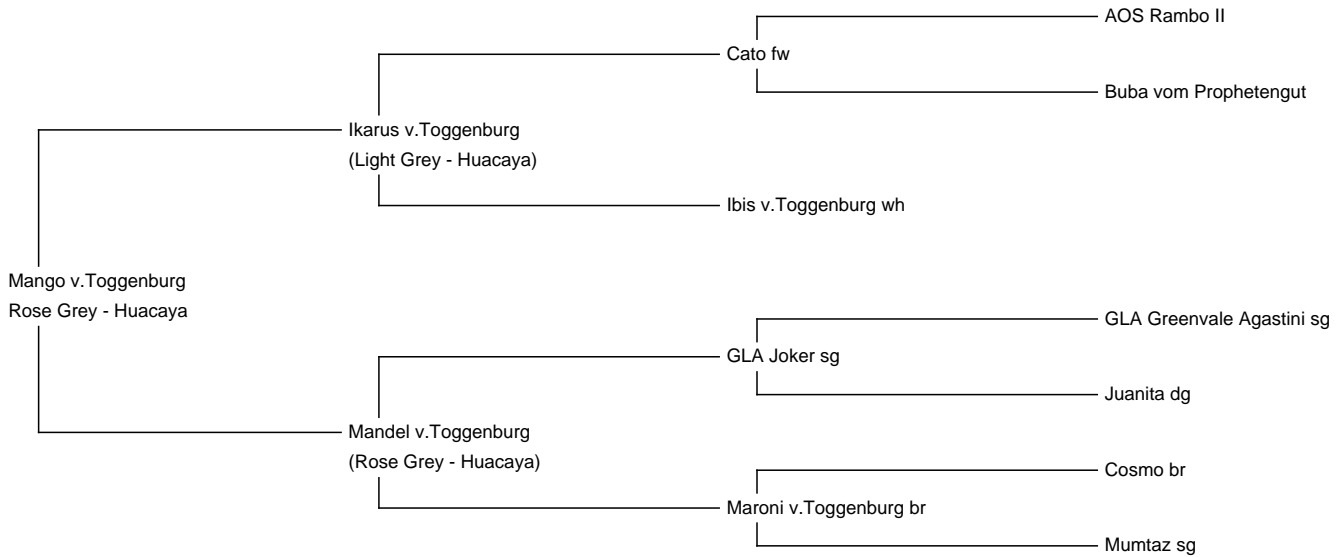 AOS Rambo II
Cato fw
Buba vom Prophetengut
Ikarus v.Toggenburg
(Light Grey - Huacaya)
Ibis v.Toggenburg wh
Mango v.Toggenburg
Rose Grey - Huacaya
GLA Greenvale Agastini sg
GLA Joker sg
Juanita dg
Mandel v.Toggenburg
(Rose Grey - Huacaya)
Cosmo br
Maroni v.Toggenburg br
Mumtaz sg